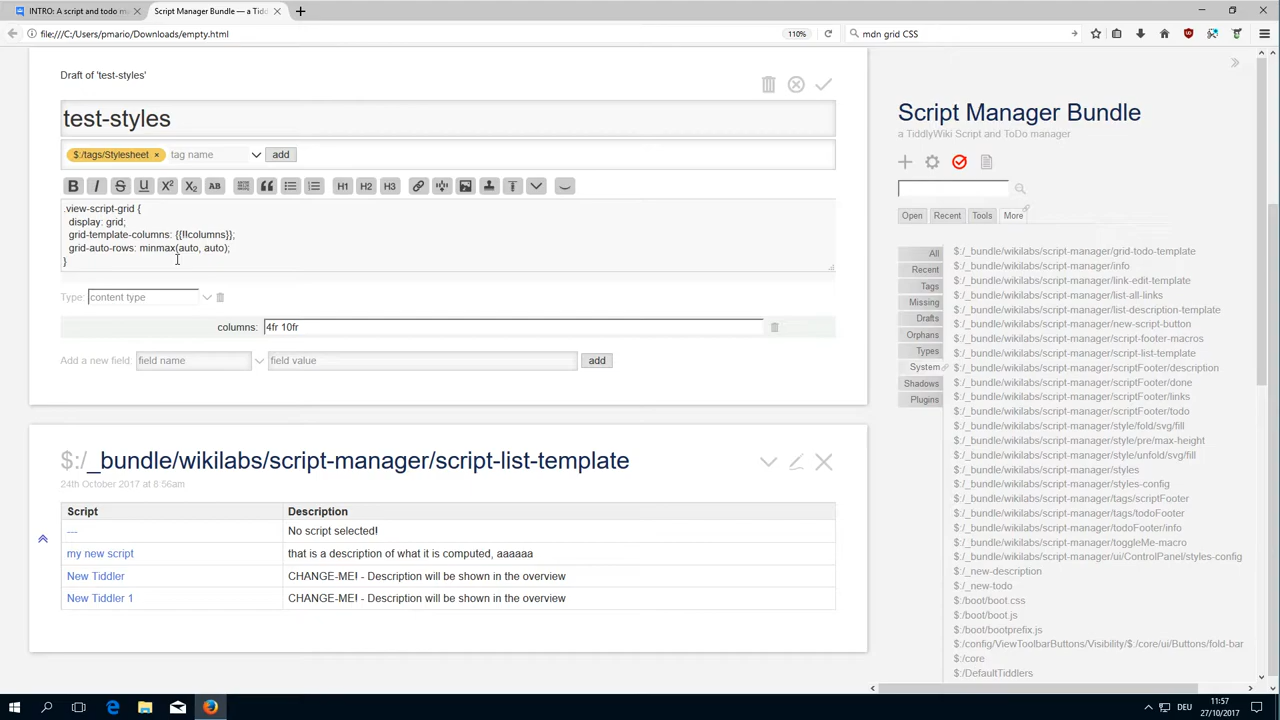 INTRO: A script and todo m
Script Manager Bundle — a Tidd
file:///C:/Users/pmario/Downloads/empty.html
110%
mdn grid CSS
Draft of 'test-styles'
test-styles
$:/tags/Stylesheet ×
tag name
add
B I S U X² X₂ AB
H1 H2 H3
.view-script-grid {
display: grid;
grid-template-columns: {{!!columns}};
grid-auto-rows: minmax(auto, auto);
}
Type: content type
columns: 4fr 10fr
Add a new field: field name field value add
$:/_bundle/wikilabs/script-manager/script-list-template
24th October 2017 at 8 56am
Script Description
--- No script selected!
my new script that is a description of what it is computed, aaaaaa
New Tiddler CHANGE-ME! - Description will be shown in the overview
New Tiddler 1 CHANGE-ME! - Description will be shown in the overview
Script Manager Bundle
a TiddlyWiki Script and ToDo manager
Open Recent Tools More
All
Recent
Tags
Missing
Drafts
Orphans
Types
System
Shadows
Plugins
$:/_bundle/wikilabs/script-manager/grid-todo-template
$:/_bundle/wikilabs/script-manager/info
$:/_bundle/wikilabs/script-manager/link-edit-template
$:/_bundle/wikilabs/script-manager/list-all-links
$:/_bundle/wikilabs/script-manager/list-description-template
$:/_bundle/wikilabs/script-manager/new-script-button
$:/_bundle/wikilabs/script-manager/script-footer-macros
$:/_bundle/wikilabs/script-manager/script-list-template
$:/_bundle/wikilabs/script-manager/scriptFooter/description
$:/_bundle/wikilabs/script-manager/scriptFooter/done
$:/_bundle/wikilabs/script-manager/scriptFooter/links
$:/_bundle/wikilabs/script-manager/scriptFooter/todo
$:/_bundle/wikilabs/script-manager/style/fold/svg/fill
$:/_bundle/wikilabs/script-manager/style/pre/max-height
$:/_bundle/wikilabs/script-manager/style/unfold/svg/fill
$:/_bundle/wikilabs/script-manager/styles
$:/_bundle/wikilabs/script-manager/styles-config
$:/_bundle/wikilabs/script-manager/tags/scriptFooter
$:/_bundle/wikilabs/script-manager/tags/todoFooter
$:/_bundle/wikilabs/script-manager/todoFooter/info
$:/_bundle/wikilabs/script-manager/toggleMe-macro
$:/_bundle/wikilabs/script-manager/ui/ControlPanel/styles-config
$:/_new-description
$:/_new-todo
$:/boot/boot.css
$:/boot/boot.js
$:/boot/bootprefix.js
$:/config/ViewToolbarButtons/Visibility/$:/core/ui/Buttons/fold-bar
$:/core
$:/DefaultTiddlers
DEU
11:57
27/10/2017